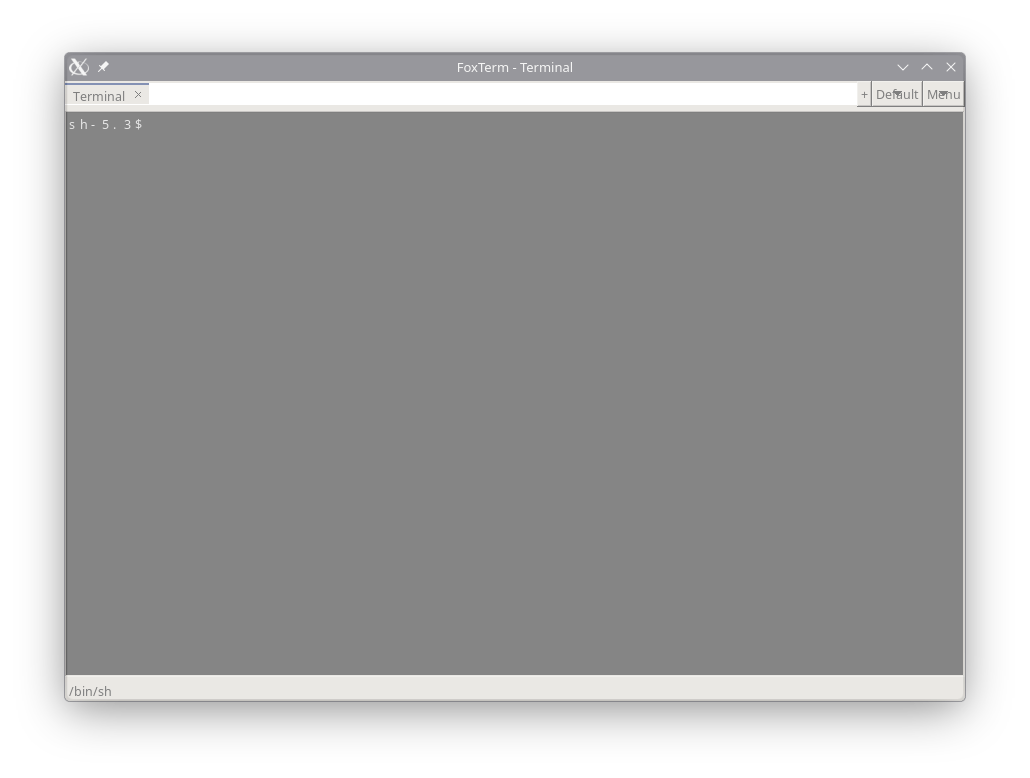 FoxTerm - Terminal
Terminal
+ Default Menu
sh-5.3$
/bin/sh